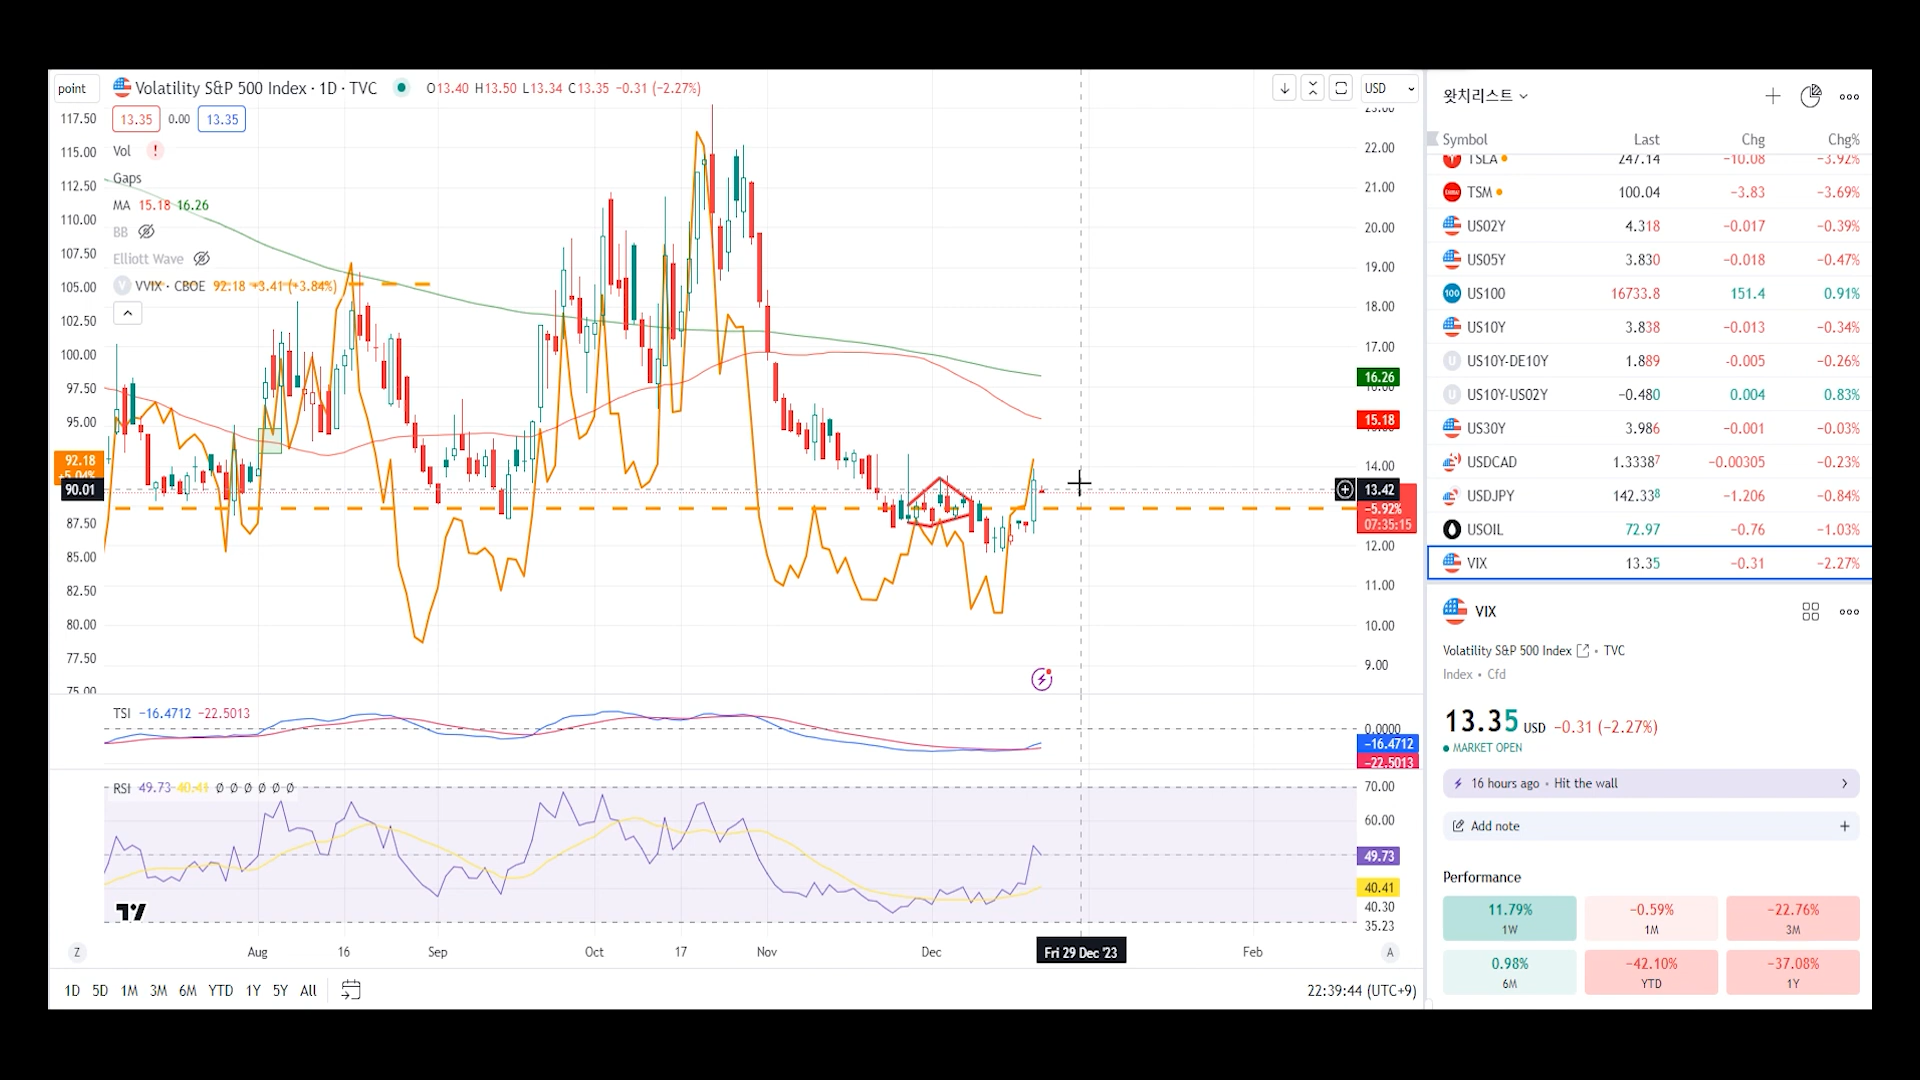 point
Volatility S&P 500 Index · 1D · TVC
O13.40 H13.50 L13.34 C13.35 −0.31 (−2.27%)
USD
13.35 0.00 13.35
Vol !
Gaps
MA 15.18 16.26
BB
Elliott Wave
VVIX · CBOE 92.18 +3.41 (+3.84%)
117.50
115.00
112.50
110.00
107.50
105.00
102.50
100.00
97.50
95.00
92.18
90.01
87.50
85.00
82.50
80.00
77.50
75.00
23.00
22.00
21.00
20.00
19.00
18.00
17.00
16.26
15.18
14.00
13.42
−5.92%
07:35:15
12.00
11.00
10.00
9.00
TSI −16.4712 −22.5013
0.0000
−16.4712
−22.5013
RSI 49.73 40.41 Ø Ø Ø Ø Ø Ø
70.00
60.00
49.73
40.41
40.30
35.23
Z Aug 16 Sep Oct 17 Nov Dec Fri 29 Dec '23 Feb A
1D 5D 1M 3M 6M YTD 1Y 5Y All
22:39:44 (UTC+9)
왓치리스트
Symbol Last Chg Chg%
TSLA 247.14 −10.08 −3.92%
TSM 100.04 −3.83 −3.69%
US02Y 4.318 −0.017 −0.39%
US05Y 3.830 −0.018 −0.47%
100 US100 16733.8 151.4 0.91%
US10Y 3.838 −0.013 −0.34%
U US10Y-DE10Y 1.889 -0.005 −0.26%
U US10Y-US02Y −0.480 0.004 0.83%
US30Y 3.986 −0.001 −0.03%
USDCAD 1.33387 −0.00305 −0.23%
USDJPY 142.338 −1.206 −0.84%
USOIL 72.97 −0.76 −1.03%
VIX 13.35 −0.31 −2.27%
VIX
Volatility S&P 500 Index • TVC
Index • Cfd
13.35 USD −0.31 (−2.27%)
MARKET OPEN
16 hours ago • Hit the wall
Add note
Performance
11.79% −0.59% −22.76%
1W 1M 3M
0.98% −42.10% −37.08%
6M YTD 1Y